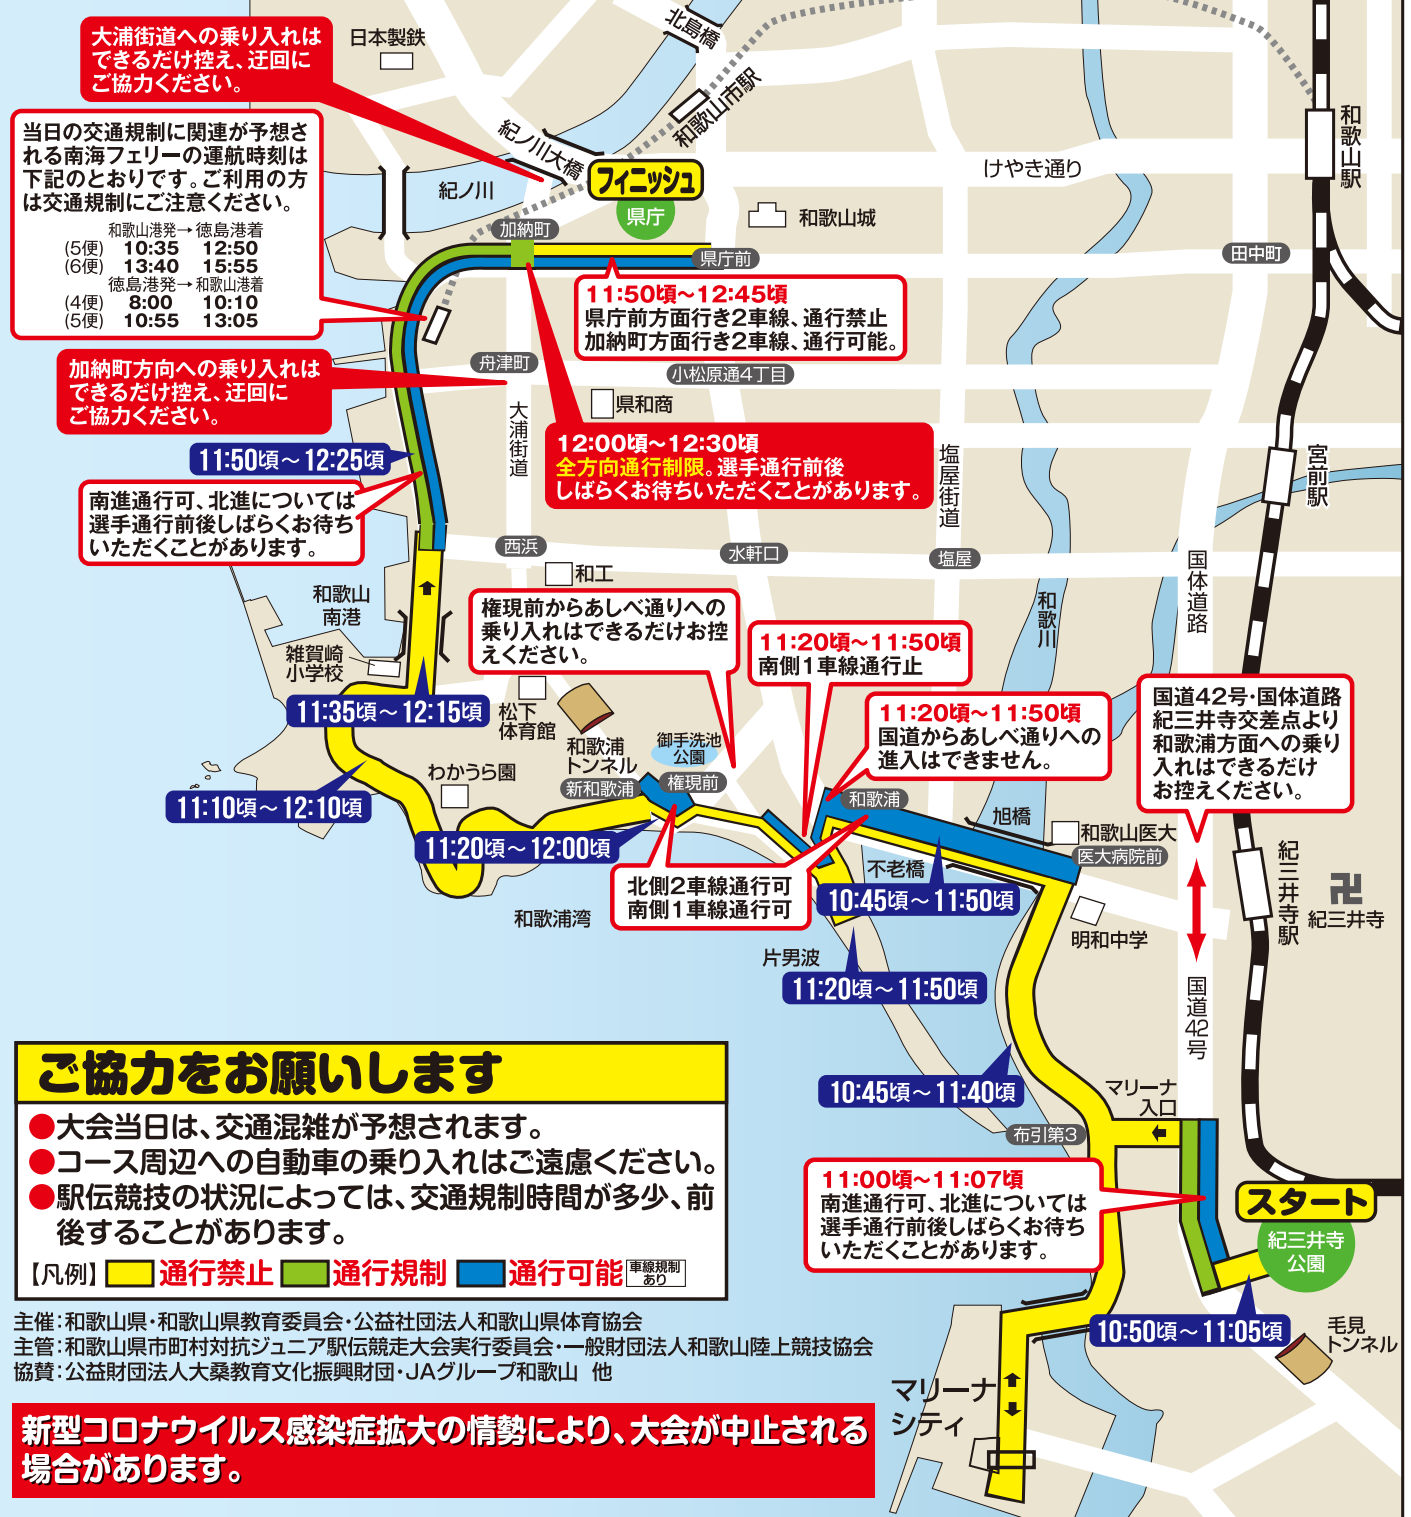 大浦街道への乗り入れは
できるだけ控え、迂回に
ご協力ください。
日本製鉄
北島橋
和歌山市駅
紀ノ川大橋
紀ノ川
フィニッシュ
県庁
けやき通り
和歌山駅
和歌山城
当日の交通規制に関連が予想さ
れる南海フェリーの運航時刻は
下記のとおりです。ご利用の方
は交通規制にご注意ください。
和歌山港発→徳島港着
(5便) 10:35 12:50
(6便) 13:40 15:55
徳島港発→和歌山港着
(4便) 8:00 10:10
(5便) 10:55 13:05
加納町
県庁前
田中町
11:50頃〜12:45頃
県庁前方面行き2車線、通行禁止
加納町方面行き2車線、通行可能。
加納町方向への乗り入れは
できるだけ控え、迂回に
ご協力ください。
舟津町
小松原通4丁目
県和商
大浦街道
12:00頃〜12:30頃
全方向通行制限。選手通行前後
しばらくお待ちいただくことがあります。
塩屋街道
宮前駅
11:50頃〜12:25頃
南進通行可、北進については
選手通行前後しばらくお待ち
いただくことがあります。
西浜
水軒口
塩屋
国体道路
和工
和歌山
南港
和歌川
権現前からあしべ通りへの
乗り入れはできるだけお控
えください。
11:20頃〜11:50頃
南側1車線通行止
雑賀崎
小学校
11:35頃〜12:15頃
松下
体育館
和歌浦
トンネル
御手洗池
公園
11:20頃〜11:50頃
国道からあしべ通りへの
進入はできません。
国道42号・国体道路
紀三井寺交差点より
和歌浦方面への乗り
入れはできるだけ
お控えください。
わかうら園
新和歌浦
権現前
和歌浦
旭橋
和歌山医大
医大病院前
11:10頃〜12:10頃
11:20頃〜12:00頃
不老橋
紀三井寺駅
卍
紀三井寺
北側2車線通行可
南側1車線通行可
10:45頃〜11:50頃
和歌浦湾
明和中学
片男波
11:20頃〜11:50頃
国道42号
10:45頃〜11:40頃
マリーナ
入口
布引第3
11:00頃〜11:07頃
南進通行可、北進については
選手通行前後しばらくお待ち
いただくことがあります。
スタート
紀三井寺
公園
10:50頃〜11:05頃
毛見
トンネル
マリーナ
シティ
ご協力をお願いします
●大会当日は、交通混雑が予想されます。
●コース周辺への自動車の乗り入れはご遠慮ください。
●駅伝競技の状況によっては、交通規制時間が多少、前
後することがあります。
【凡例】 通行禁止 通行規制 通行可能 車線規制
あり
主催:和歌山県・和歌山県教育委員会・公益社団法人和歌山県体育協会
主管:和歌山県市町村対抗ジュニア駅伝競走大会実行委員会・一般財団法人和歌山陸上競技協会
協賛:公益財団法人大桑教育文化振興財団・JAグループ和歌山 他
新型コロナウイルス感染症拡大の情勢により、大会が中止される
場合があります。